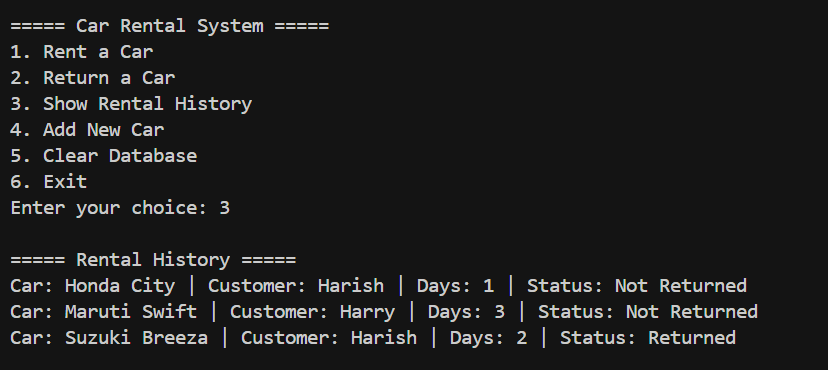 ===== Car Rental System =====
1. Rent a Car
2. Return a Car
3. Show Rental History
4. Add New Car
5. Clear Database
6. Exit
Enter your choice: 3
===== Rental History =====
Car: Honda City | Customer: Harish | Days: 1 | Status: Not Returned
Car: Maruti Swift | Customer: Harry | Days: 3 | Status: Not Returned
Car: Suzuki Breeza | Customer: Harish | Days: 2 | Status: Returned